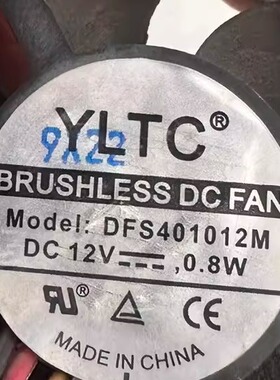 YLTC®
9X22
BRUSHLESS DC FAN
Model: DFS401012M
DC 12V⎓,0.8W
CE
MADE IN CHINA